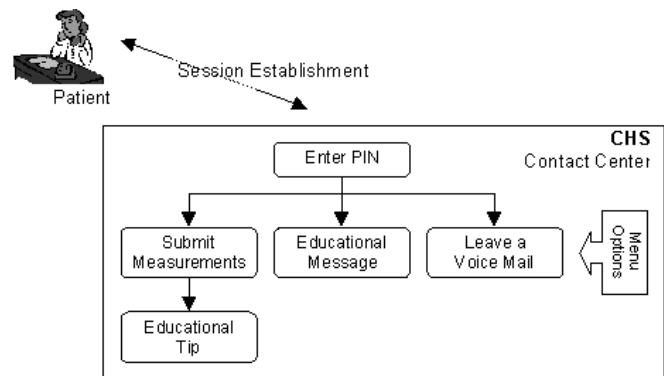 Session Establishment
Patient
CHS
Contact Center
Enter PIN
Submit
Measurements
Educational
Message
Leave a
Voice Mail
Menu
Options
Educational
Tip